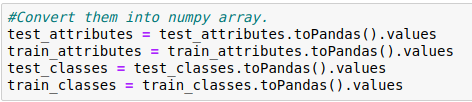 #Convert them into numpy array.
test_attributes = test_attributes.toPandas().values
train_attributes = train_attributes.toPandas().values
test_classes = test_classes.toPandas().values
train_classes = train_classes.toPandas().values